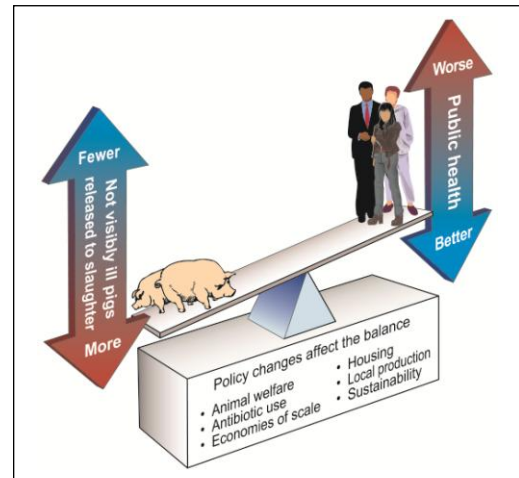 Fewer
Not visibly ill pigs
released to slaughter
More
Worse
Public health
Better
Policy changes affect the balance
• Animal welfare
• Antibiotic use
• Economies of scale
• Housing
• Local production
• Sustainability